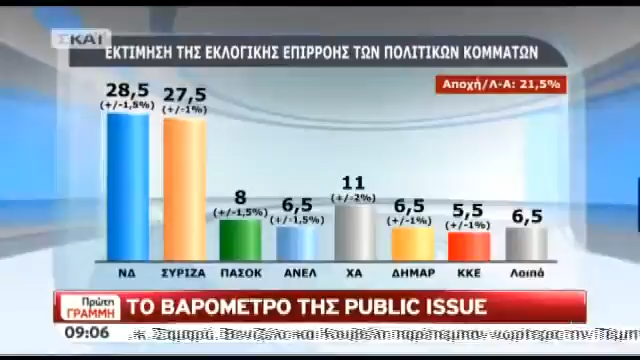 ΣΚΑΪ
ΕΚΤΙΜΗΣΗ ΤΗΣ ΕΚΛΟΓΙΚΗΣ ΕΠΙΡΡΟΗΣ ΤΩΝ ΠΟΛΙΤΙΚΩΝ ΚΟΜΜΑΤΩΝ
Αποχή/Λ-Α: 21,5%
28,5 27,5 8 6,5 11 6,5 5,5 6,5
(+/-1,5%) (+/-1%) (+/-1,5%) (+/-1,5%) (+/-2%) (+/-1%) (+/-1%)
ΝΔ ΣΥΡΙΖΑ ΠΑΣΟΚ ΑΝΕΛ ΧΑ ΔΗΜΑΡ ΚΚΕ Λοιπά
Πρώτη
ΓΡΑΜΜΗ
ΤΟ ΒΑΡΟΜΕΤΡΟ ΤΗΣ PUBLIC ISSUE
09:06